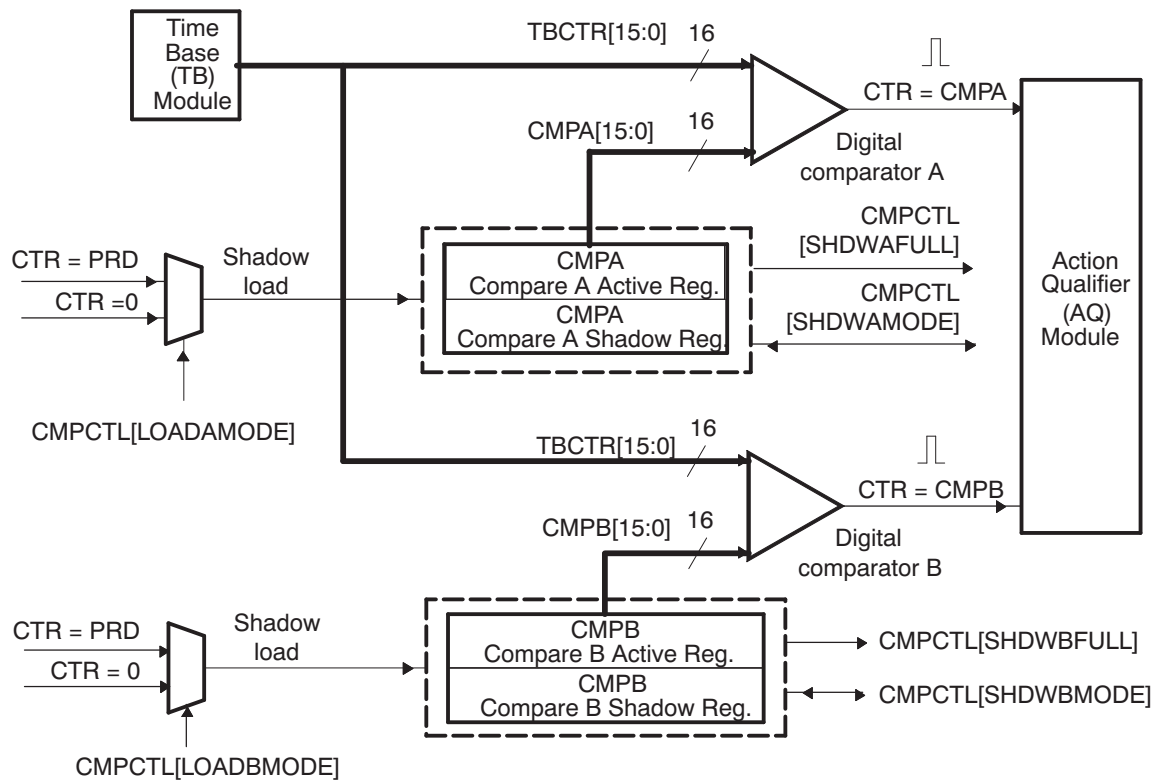 Time
Base
(TB)
Module
TBCTR[15:0]
16
CTR = CMPA
CMPA[15:0]
16
Digital
comparator A
CTR = PRD
CTR =0
Shadow
load
CMPA
Compare A Active Reg.
CMPA
Compare A Shadow Reg.
CMPCTL
[SHDWAFULL]
CMPCTL
[SHDWAMODE]
Action
Qualifier
(AQ)
Module
CMPCTL[LOADAMODE]
TBCTR[15:0]
16
CTR = CMPB
CMPB[15:0]
16
Digital
comparator B
CTR = PRD
CTR = 0
Shadow
load
CMPB
Compare B Active Reg.
CMPB
Compare B Shadow Reg.
CMPCTL[SHDWBFULL]
CMPCTL[SHDWBMODE]
CMPCTL[LOADBMODE]